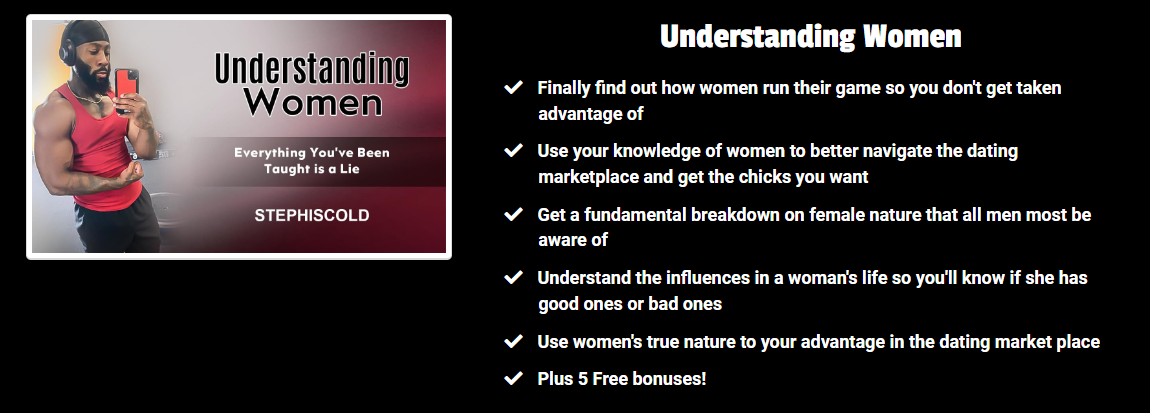 Understanding
Women
Everything You've Been
Taught is a Lie
STEPHISCOLD
Understanding Women
Finally find out how women run their game so you don't get taken
advantage of
Use your knowledge of women to better navigate the dating
marketplace and get the chicks you want
Get a fundamental breakdown on female nature that all men most be
aware of
Understand the influences in a woman's life so you'll know if she has
good ones or bad ones
Use women's true nature to your advantage in the dating market place
Plus 5 Free bonuses!